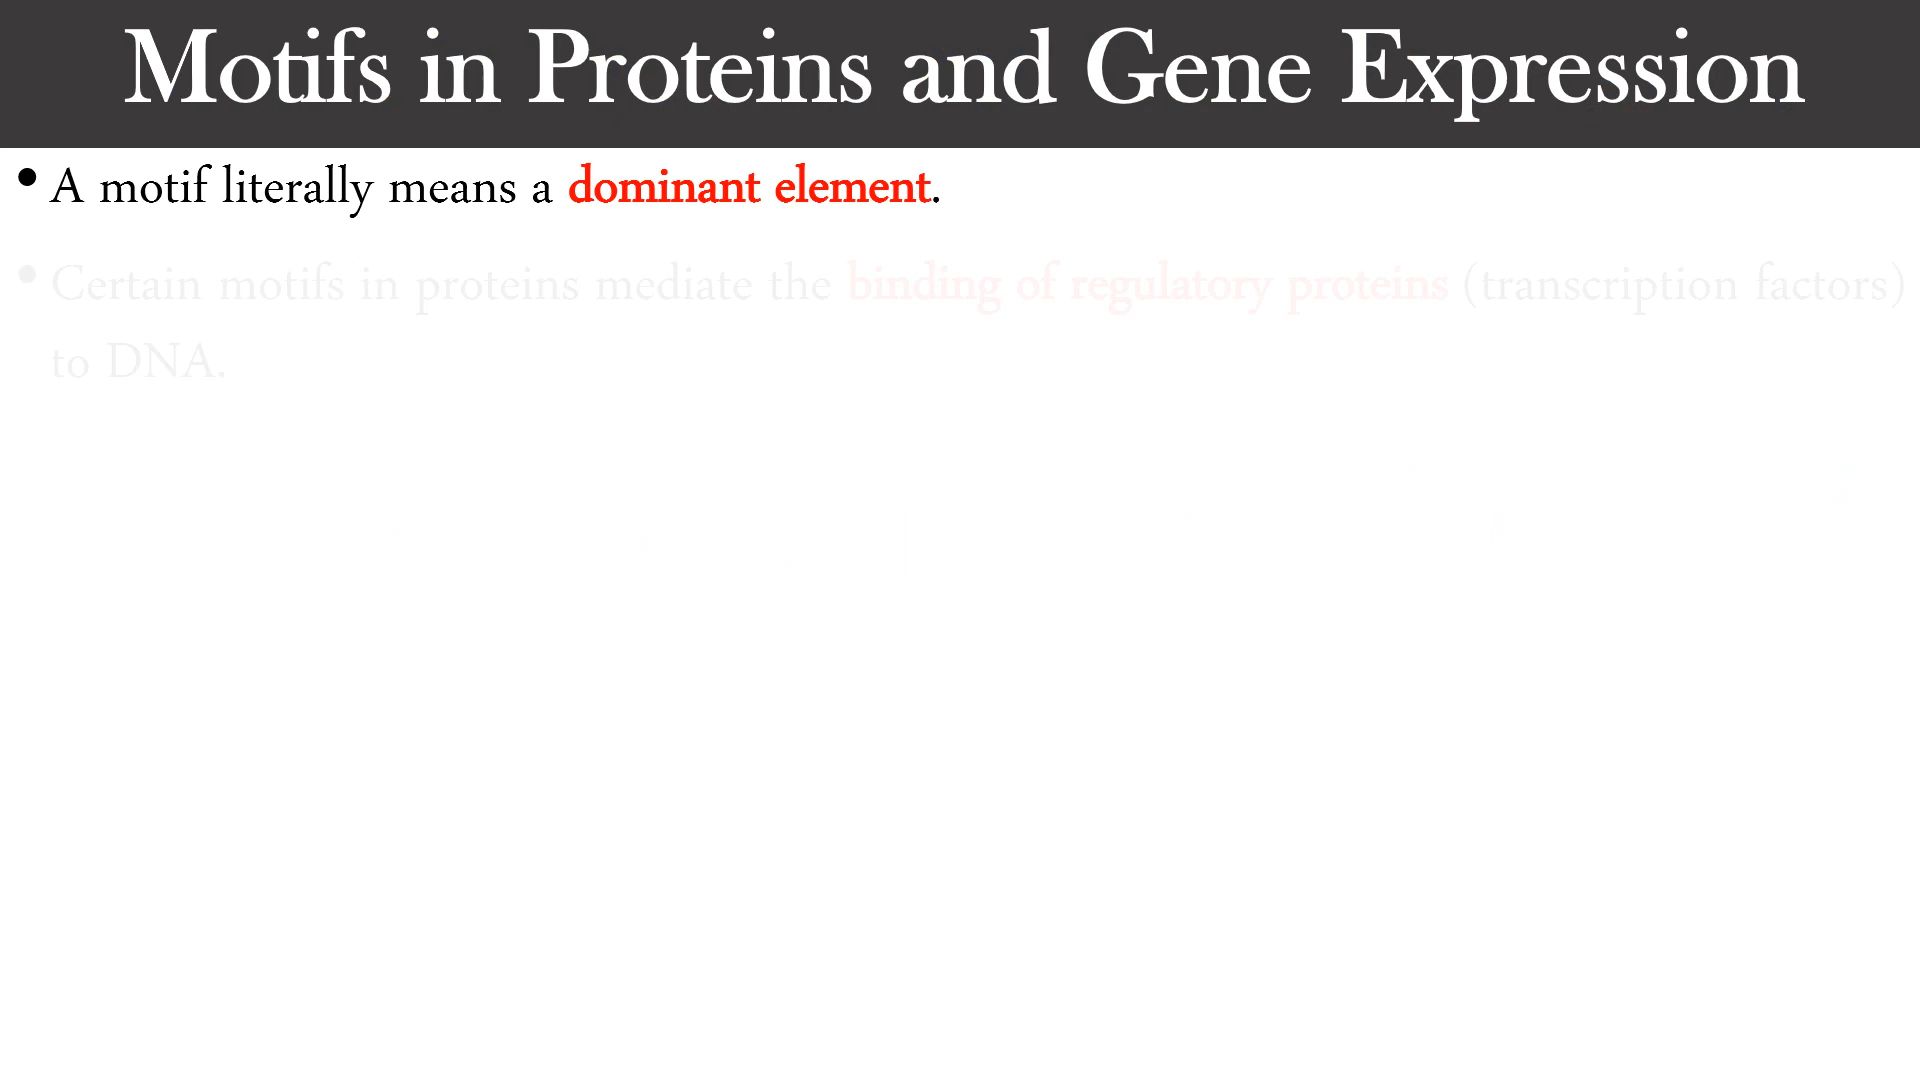 Motifs in Proteins and Gene Expression
• A motif literally means a dominant element.
• Certain motifs in proteins mediate the binding of regulatory proteins (transcription factors)
to DNA.